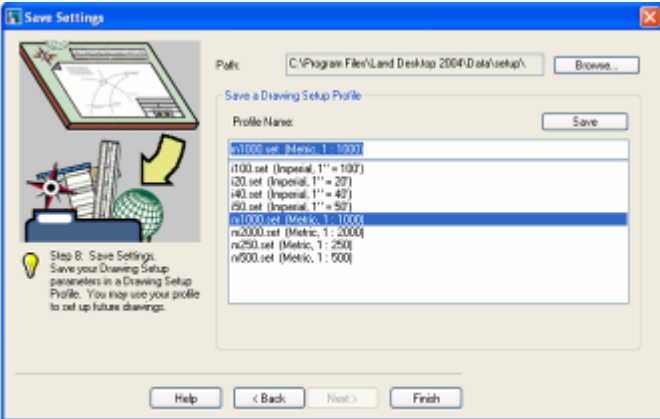 Save Settings
Path: C:\Program Files\Land Desktop 2004\Data\setup\ Browse...
Save a Drawing Setup Profile
Profile Name: Save
m1000.set (Metric, 1 : 1000)
i100.set (Imperial, 1" = 100')
i20.set (Imperial, 1" = 20')
i40.set (Imperial, 1" = 40')
i50.set (Imperial, 1" = 50')
m1000.set (Metric, 1 : 1000)
m2000.set (Metric, 1 : 2000)
m250.set (Metric, 1 : 250)
m500.set (Metric, 1 : 500)
Step 8: Save Settings.
Save your Drawing Setup
parameters in a Drawing Setup
Profile. You may use your profile
to set up future drawings.
Help < Back Next > Finish